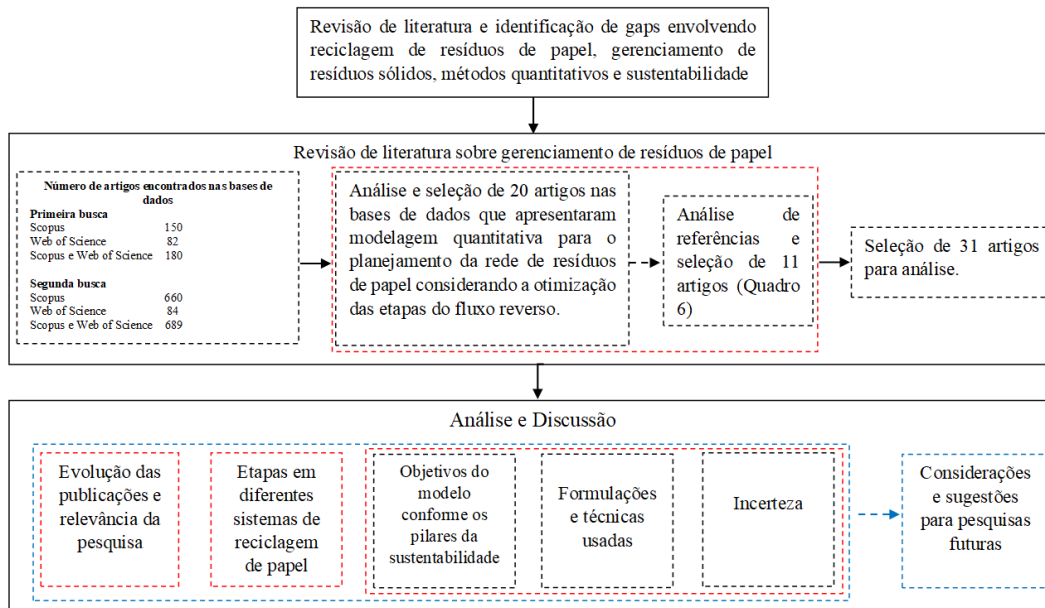 Revisão de literatura e identificação de gaps envolvendo
reciclagem de resíduos de papel, gerenciamento de
resíduos sólidos, métodos quantitativos e sustentabilidade
Revisão de literatura sobre gerenciamento de resíduos de papel
Número de artigos encontrados nas bases de
dados
Primeira busca
Scopus 150
Web of Science 82
Scopus e Web of Science 180
Segunda busca
Scopus 660
Web of Science 84
Scopus e Web of Science 689
Análise e seleção de 20 artigos nas
bases de dados que apresentaram
modelagem quantitativa para o
planejamento da rede de resíduos
de papel considerando a otimização
das etapas do fluxo reverso.
Análise de
referências e
seleção de 11
artigos (Quadro
6)
Seleção de 31 artigos
para análise.
Análise e Discussão
Evolução das
publicações e
relevância da
pesquisa
Etapas em
diferentes
sistemas de
reciclagem
de papel
Objetivos do
modelo
conforme os
pilares da
sustentabilidade
Formulações
e técnicas
usadas
Incerteza
Considerações
e sugestões
para pesquisas
futuras